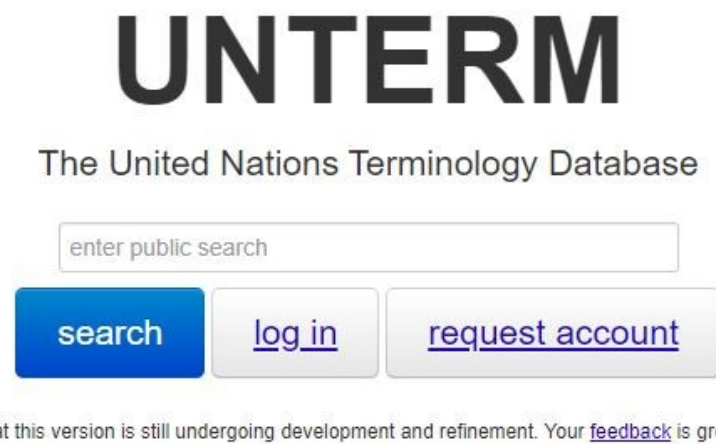 UNTERM
The United Nations Terminology Database
enter public search
search log in request account
this version is still undergoing development and refinement. Your feedback is